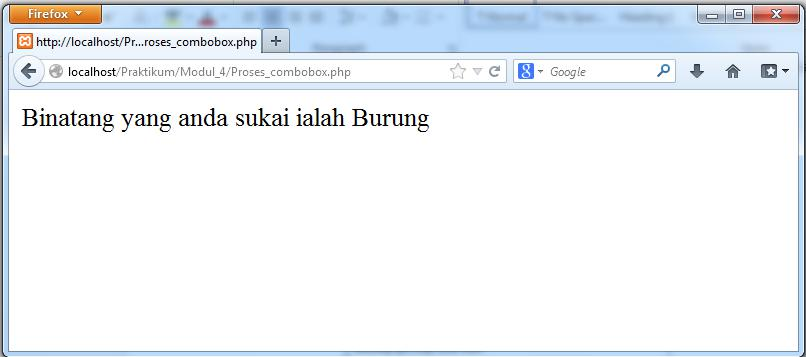 Firefox
http://localhost/Pr...roses_combobox.php
localhost/Praktikum/Modul_4/Proses_combobox.php
Google
Binatang yang anda sukai ialah Burung